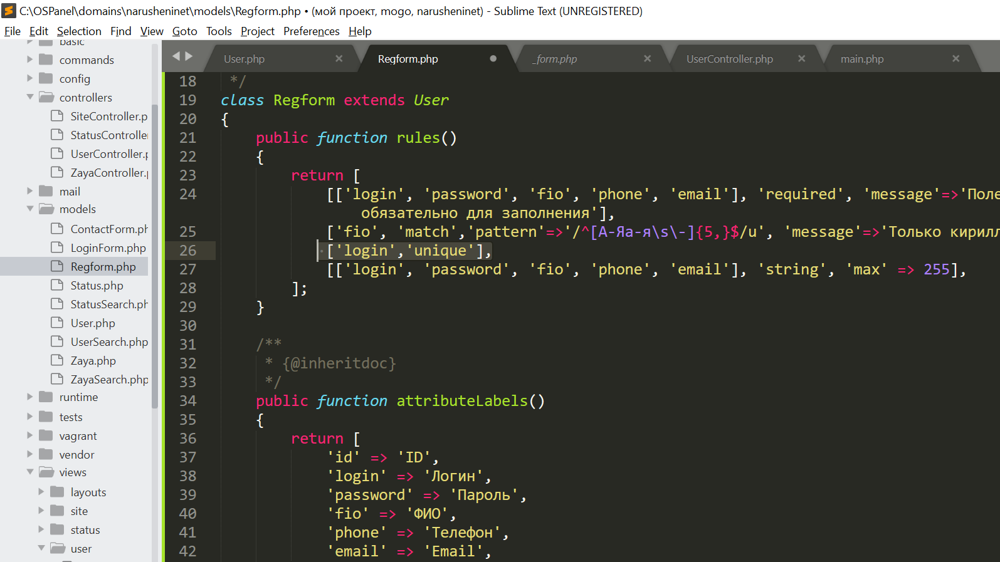 C:\OSPanel\domains\narusheninet\models\Regform.php • (мой проект, mogo, narusheninet) - Sublime Text (UNREGISTERED)
File Edit Selection Find View Goto Tools Project Preferences Help
basic
commands
config
controllers
SiteController.p
StatusControlle
UserController.p
ZayaController.
mail
models
ContactForm.ph
LoginForm.php
Regform.php
Status.php
StatusSearch.ph
User.php
UserSearch.php
Zaya.php
ZayaSearch.php
runtime
tests
vagrant
vendor
views
layouts
site
status
user
User.php Regform.php _form.php UserController.php main.php
18 */
19 class Regform extends User
20 {
21 public function rules()
22 {
23 return [
24 [['login', 'password', 'fio', 'phone', 'email'], 'required', 'message'=>'Поле
обязательно для заполнения'],
25 ['fio', 'match','pattern'=>'/^[А-Яа-я\s\-]{5,}$/u', 'message'=>'Только кирилл
26 ['login','unique'],
27 [['login', 'password', 'fio', 'phone', 'email'], 'string', 'max' => 255],
28 ];
29 }
30
31 /**
32 * {@inheritdoc}
33 */
34 public function attributeLabels()
35 {
36 return [
37 'id' => 'ID',
38 'login' => 'Логин',
39 'password' => 'Пароль',
40 'fio' => 'ФИО',
41 'phone' => 'Телефон',
42 'email' => 'Email',